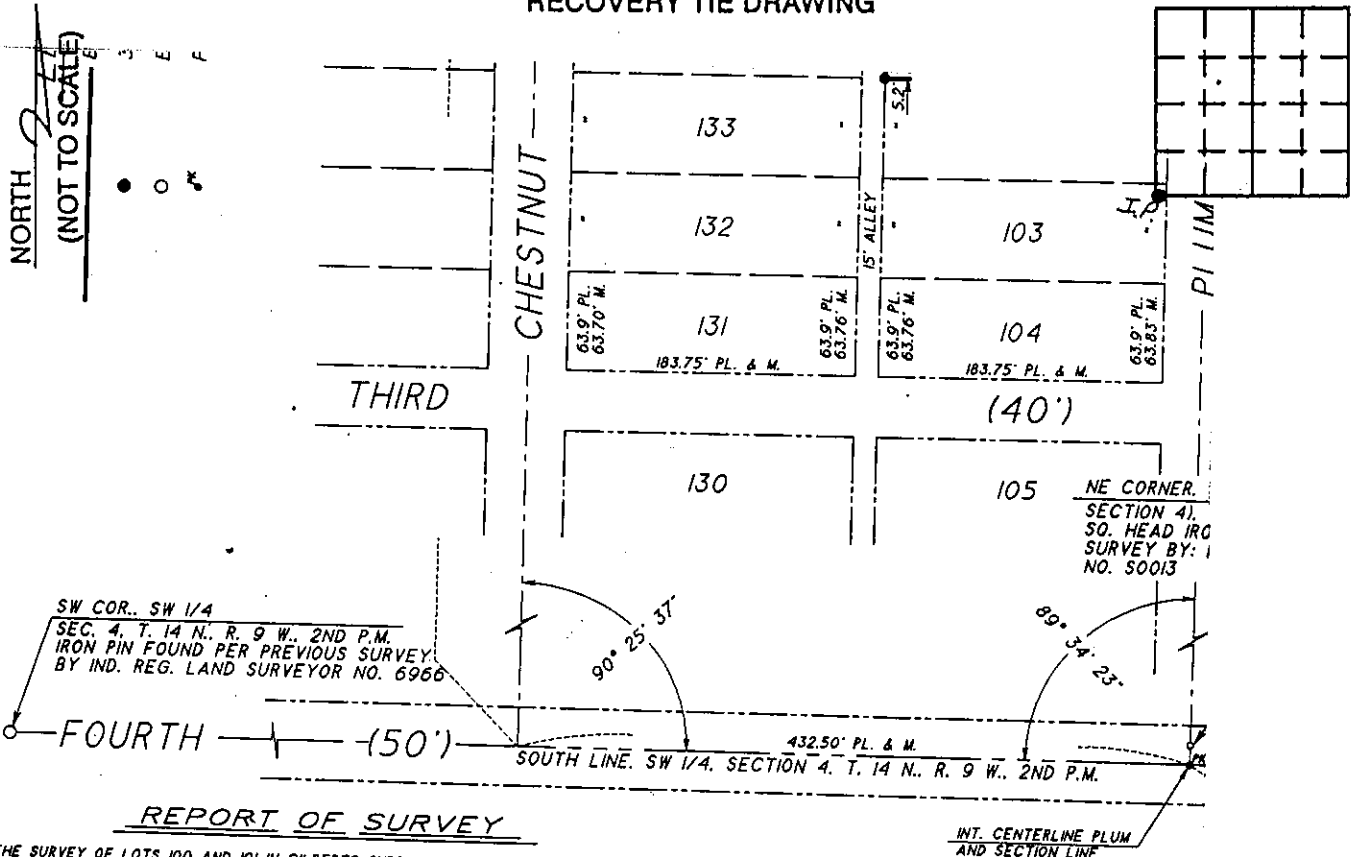 RECOVERY TIE DRAWING
NORTH
(NOT TO SCALE)
PK
CHESTNUT
133
132
131
63.9' PL.
63.70' M.
63.9' PL.
63.76' M.
183.75' PL. & M.
15' ALLEY
5.2'
103
104
63.9' PL.
63.76' M.
63.9' PL.
63.83' M.
183.75' PL. & M.
I.P.
THIRD
(40')
130
105
NE CORNER.
SECTION 4).
SO. HEAD IRO
SURVEY BY:
NO. S0013
90° 25' 37"
89° 34' 23"
SW COR.. SW 1/4
SEC. 4, T. 14 N.. R. 9 W.. 2ND P.M.
IRON PIN FOUND PER PREVIOUS SURVEY
BY IND. REG. LAND SURVEYOR NO. 6966
FOURTH
(50')
432.50' PL. & M.
SOUTH LINE. SW 1/4. SECTION 4. T. 14 N.. R. 9 W.. 2ND P.M.
PK
REPORT OF SURVEY
INT. CENTERLINE PLUM
AND SECTION LINE